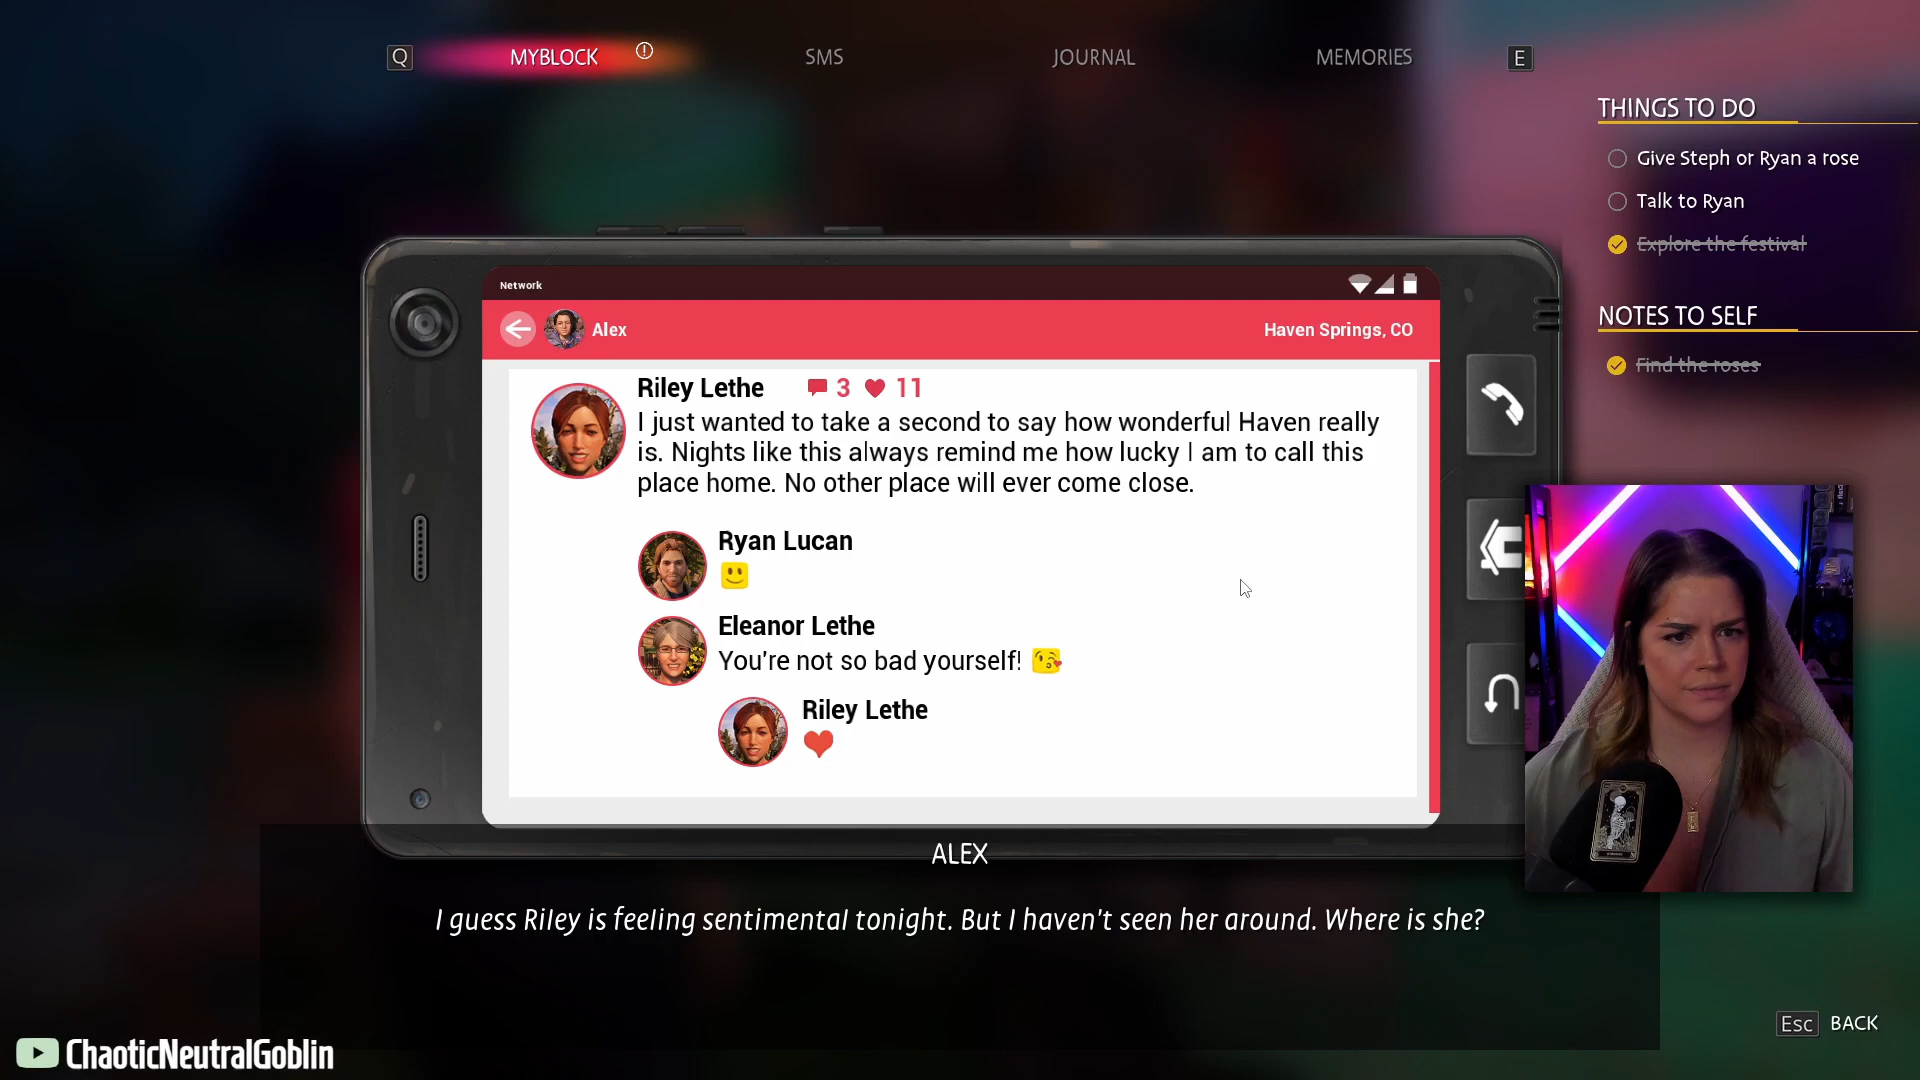 Q
MYBLOCK
SMS
JOURNAL
MEMORIES
E
THINGS TO DO
Give Steph or Ryan a rose
Talk to Ryan
Explore the festival
NOTES TO SELF
Find the roses
Network
Alex
Haven Springs, CO
Riley Lethe 3 11
I just wanted to take a second to say how wonderful Haven really
is. Nights like this always remind me how lucky I am to call this
place home. No other place will ever come close.
Ryan Lucan
Eleanor Lethe
You're not so bad yourself!
Riley Lethe
ALEX
I guess Riley is feeling sentimental tonight. But I haven't seen her around. Where is she?
Esc BACK
ChaoticNeutralGoblin